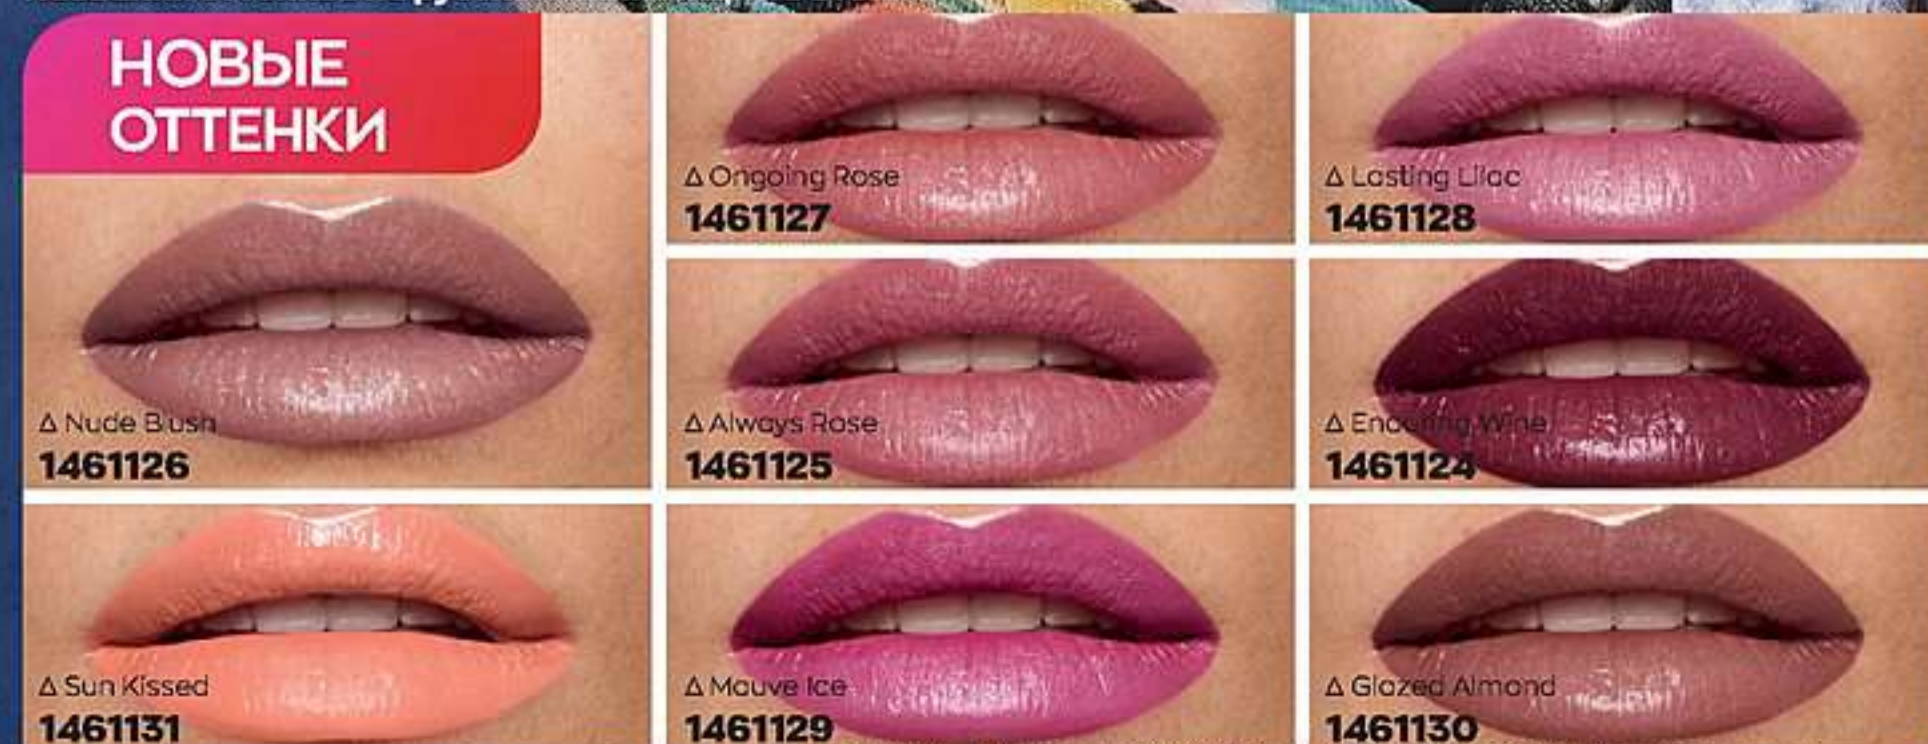 НОВЫЕ
ОТТЕНКИ
Δ Nude Blush
1461126
Δ Ongoing Rose
1461127
Δ Lasting Lilac
1461128
Δ Always Rose
1461125
Δ Enduring Wine
1461124
Δ Sun Kissed
1461131
Δ Mauve Ice
1461129
Δ Glazed Almond
1461130